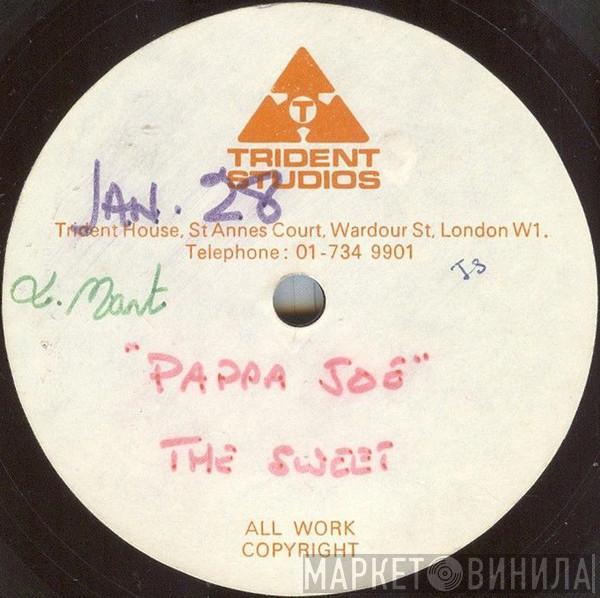 T
TRIDENT
STUDIOS
JAN. 28
Trident House, St Annes Court, Wardour St, London W1.
Telephone: 01-734 9901
"PAPPA JOE"
THE SWEET
ALL WORK
COPYRIGHT
МАРКЕТ ВИНИЛА